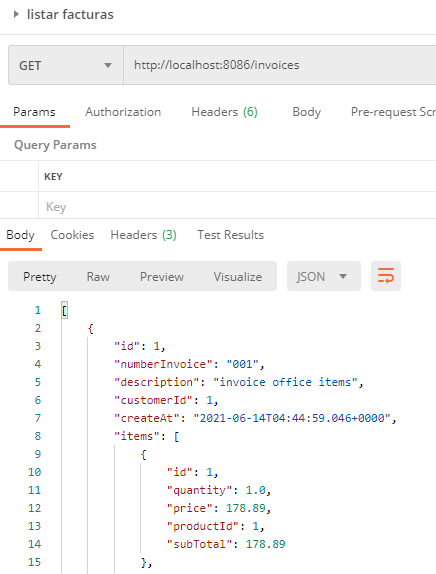 listar facturas
GET http://localhost:8086/invoices
Params Authorization Headers (6) Body Pre-request Scr
Query Params
KEY
Key
Body Cookies Headers (3) Test Results
Pretty Raw Preview Visualize JSON
1 [
2 {
3 "id": 1,
4 "numberInvoice": "001",
5 "description": "invoice office items",
6 "customerId": 1,
7 "createAt": "2021-06-14T04:44:59.046+0000",
8 "items": [
9 {
10 "id": 1,
11 "quantity": 1.0,
12 "price": 178.89,
13 "productId": 1,
14 "subTotal": 178.89
15 },